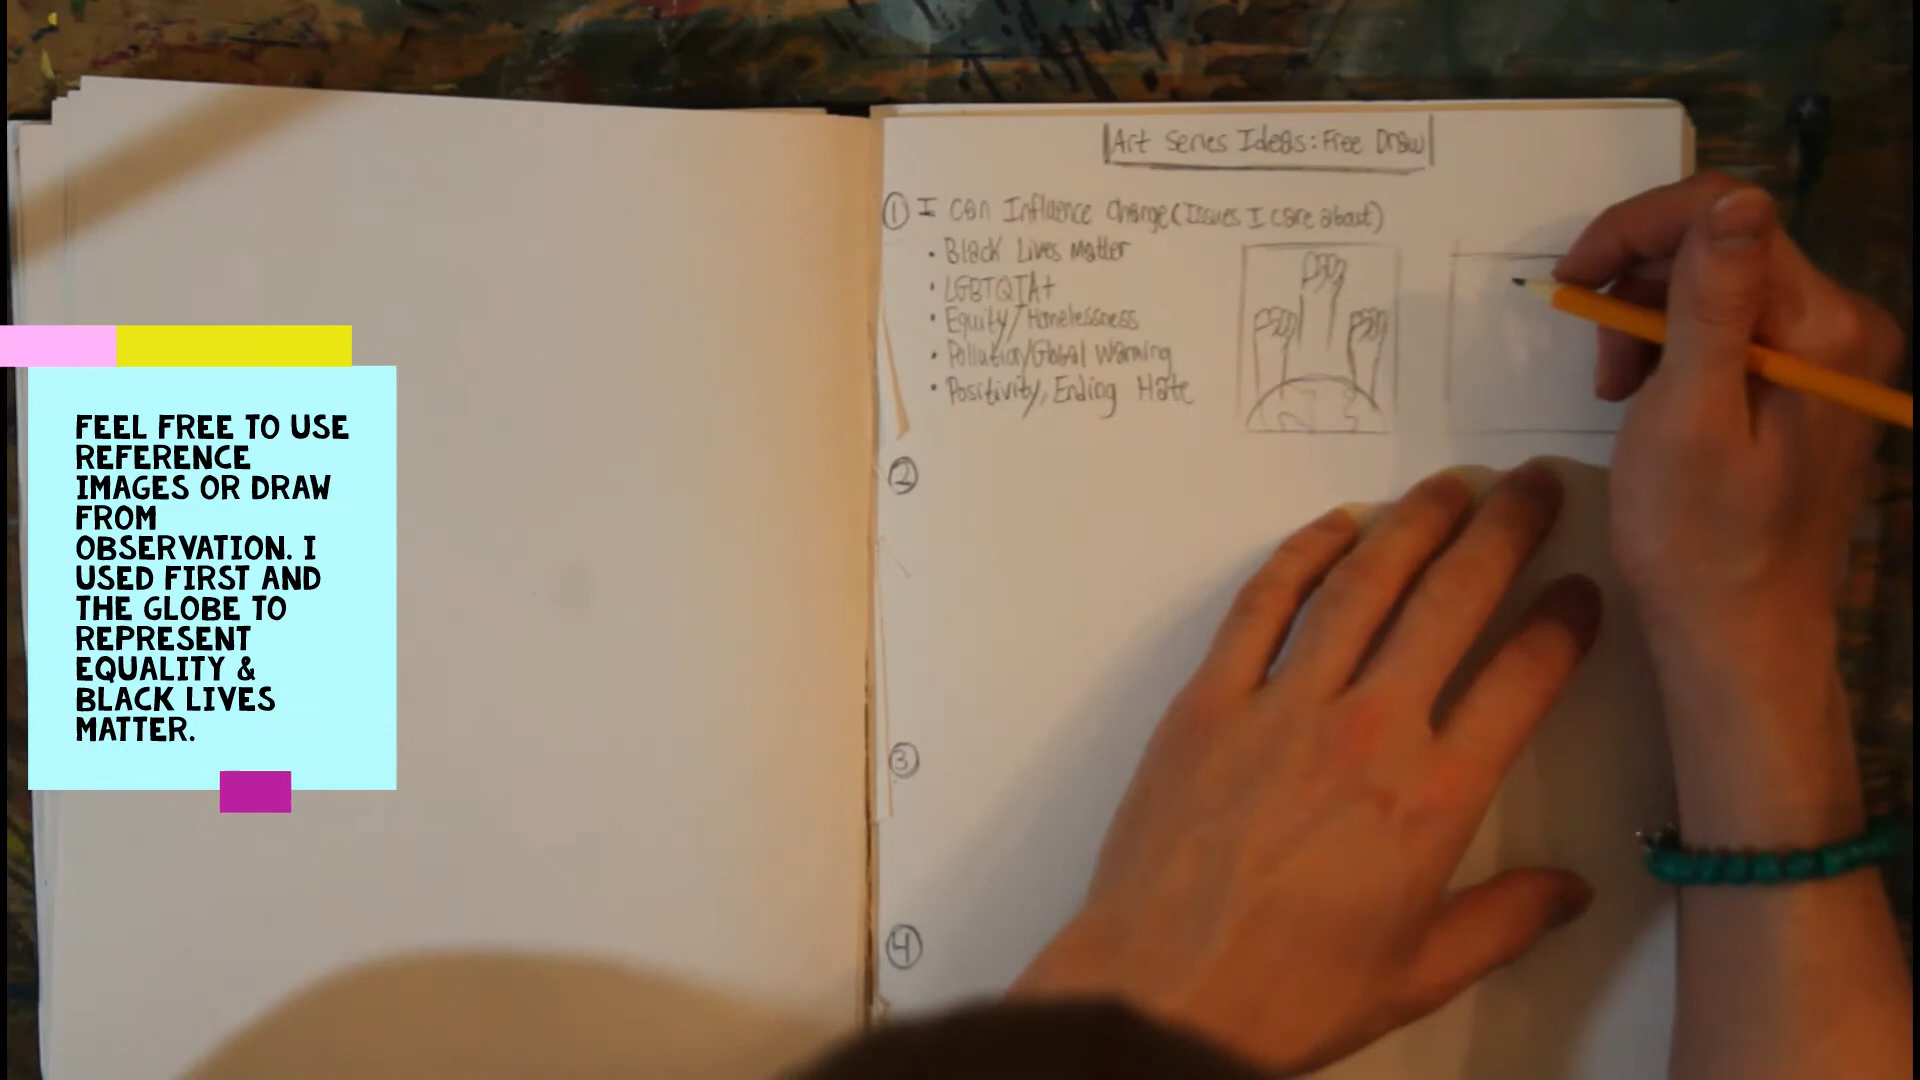 FEEL FREE TO USE
REFERENCE
IMAGES OR DRAW
FROM
OBSERVATION. I
USED FIRST AND
THE GLOBE TO
REPRESENT
EQUALITY &
BLACK LIVES
MATTER.
Art Series Ideas: Free Draw
① I can Influence change (Issues I care about)
• Black Lives Matter
• LGBTQIA+
• Equity/Homelessness
• Pollution/Global Warming
• Positivity, Ending Hate
②
③
④